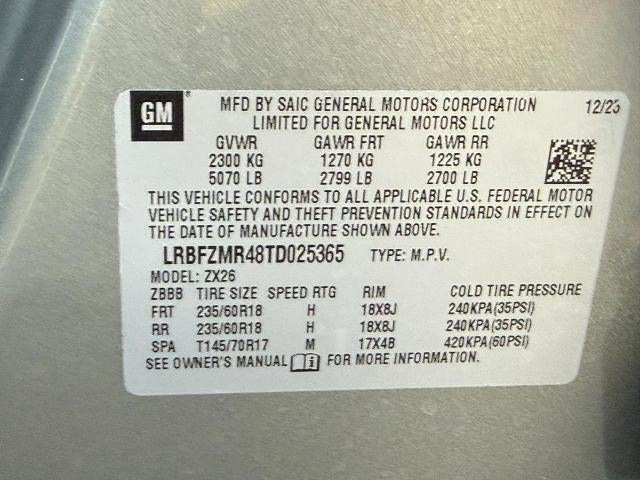 GM
MFD BY SAIC GENERAL MOTORS CORPORATION 12/25
LIMITED FOR GENERAL MOTORS LLC
GVWR GAWR FRT GAWR RR
2300 KG 1270 KG 1225 KG
5070 LB 2799 LB 2700 LB
THIS VEHICLE CONFORMS TO ALL APPLICABLE U.S. FEDERAL MOTOR
VEHICLE SAFETY AND THEFT PREVENTION STANDARDS IN EFFECT ON
THE DATE OF MANUFACTURE SHOWN ABOVE.
LRBFZMR48TD025365 TYPE: M.P.V.
MODEL: ZX26
ZBBB TIRE SIZE SPEED RTG RIM COLD TIRE PRESSURE
FRT 235/60R18 H 18X8J 240KPA(35PSI)
RR 235/60R18 H 18X8J 240KPA(35PSI)
SPA T145/70R17 M 17X4B 420KPA(60PSI)
SEE OWNER'S MANUAL i FOR MORE INFORMATION.